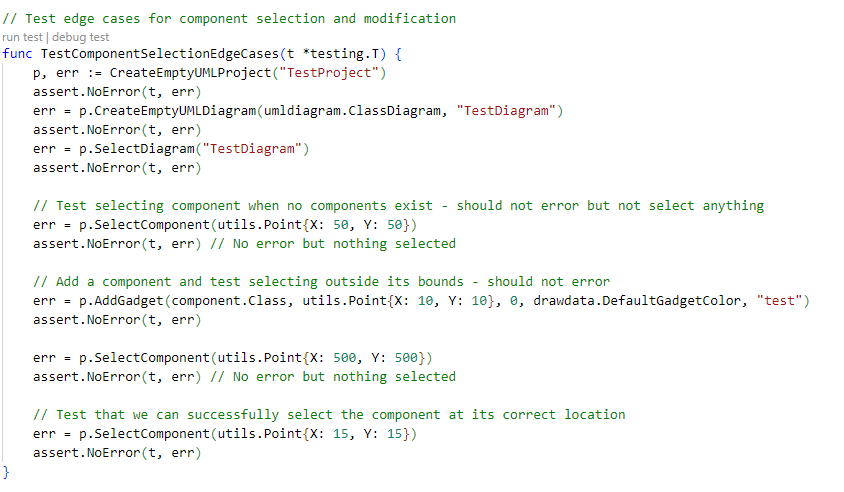 // Test edge cases for component selection and modification
run test | debug test
func TestComponentSelectionEdgeCases(t *testing.T) {
    p, err := CreateEmptyUMLProject("TestProject")
    assert.NoError(t, err)
    err = p.CreateEmptyUMLDiagram(umldiagram.ClassDiagram, "TestDiagram")
    assert.NoError(t, err)
    err = p.SelectDiagram("TestDiagram")
    assert.NoError(t, err)

    // Test selecting component when no components exist - should not error but not select anything
    err = p.SelectComponent(utils.Point{X: 50, Y: 50})
    assert.NoError(t, err) // No error but nothing selected

    // Add a component and test selecting outside its bounds - should not error
    err = p.AddGadget(component.Class, utils.Point{X: 10, Y: 10}, 0, drawdata.DefaultGadgetColor, "test")
    assert.NoError(t, err)

    err = p.SelectComponent(utils.Point{X: 500, Y: 500})
    assert.NoError(t, err) // No error but nothing selected

    // Test that we can successfully select the component at its correct location
    err = p.SelectComponent(utils.Point{X: 15, Y: 15})
    assert.NoError(t, err)
}